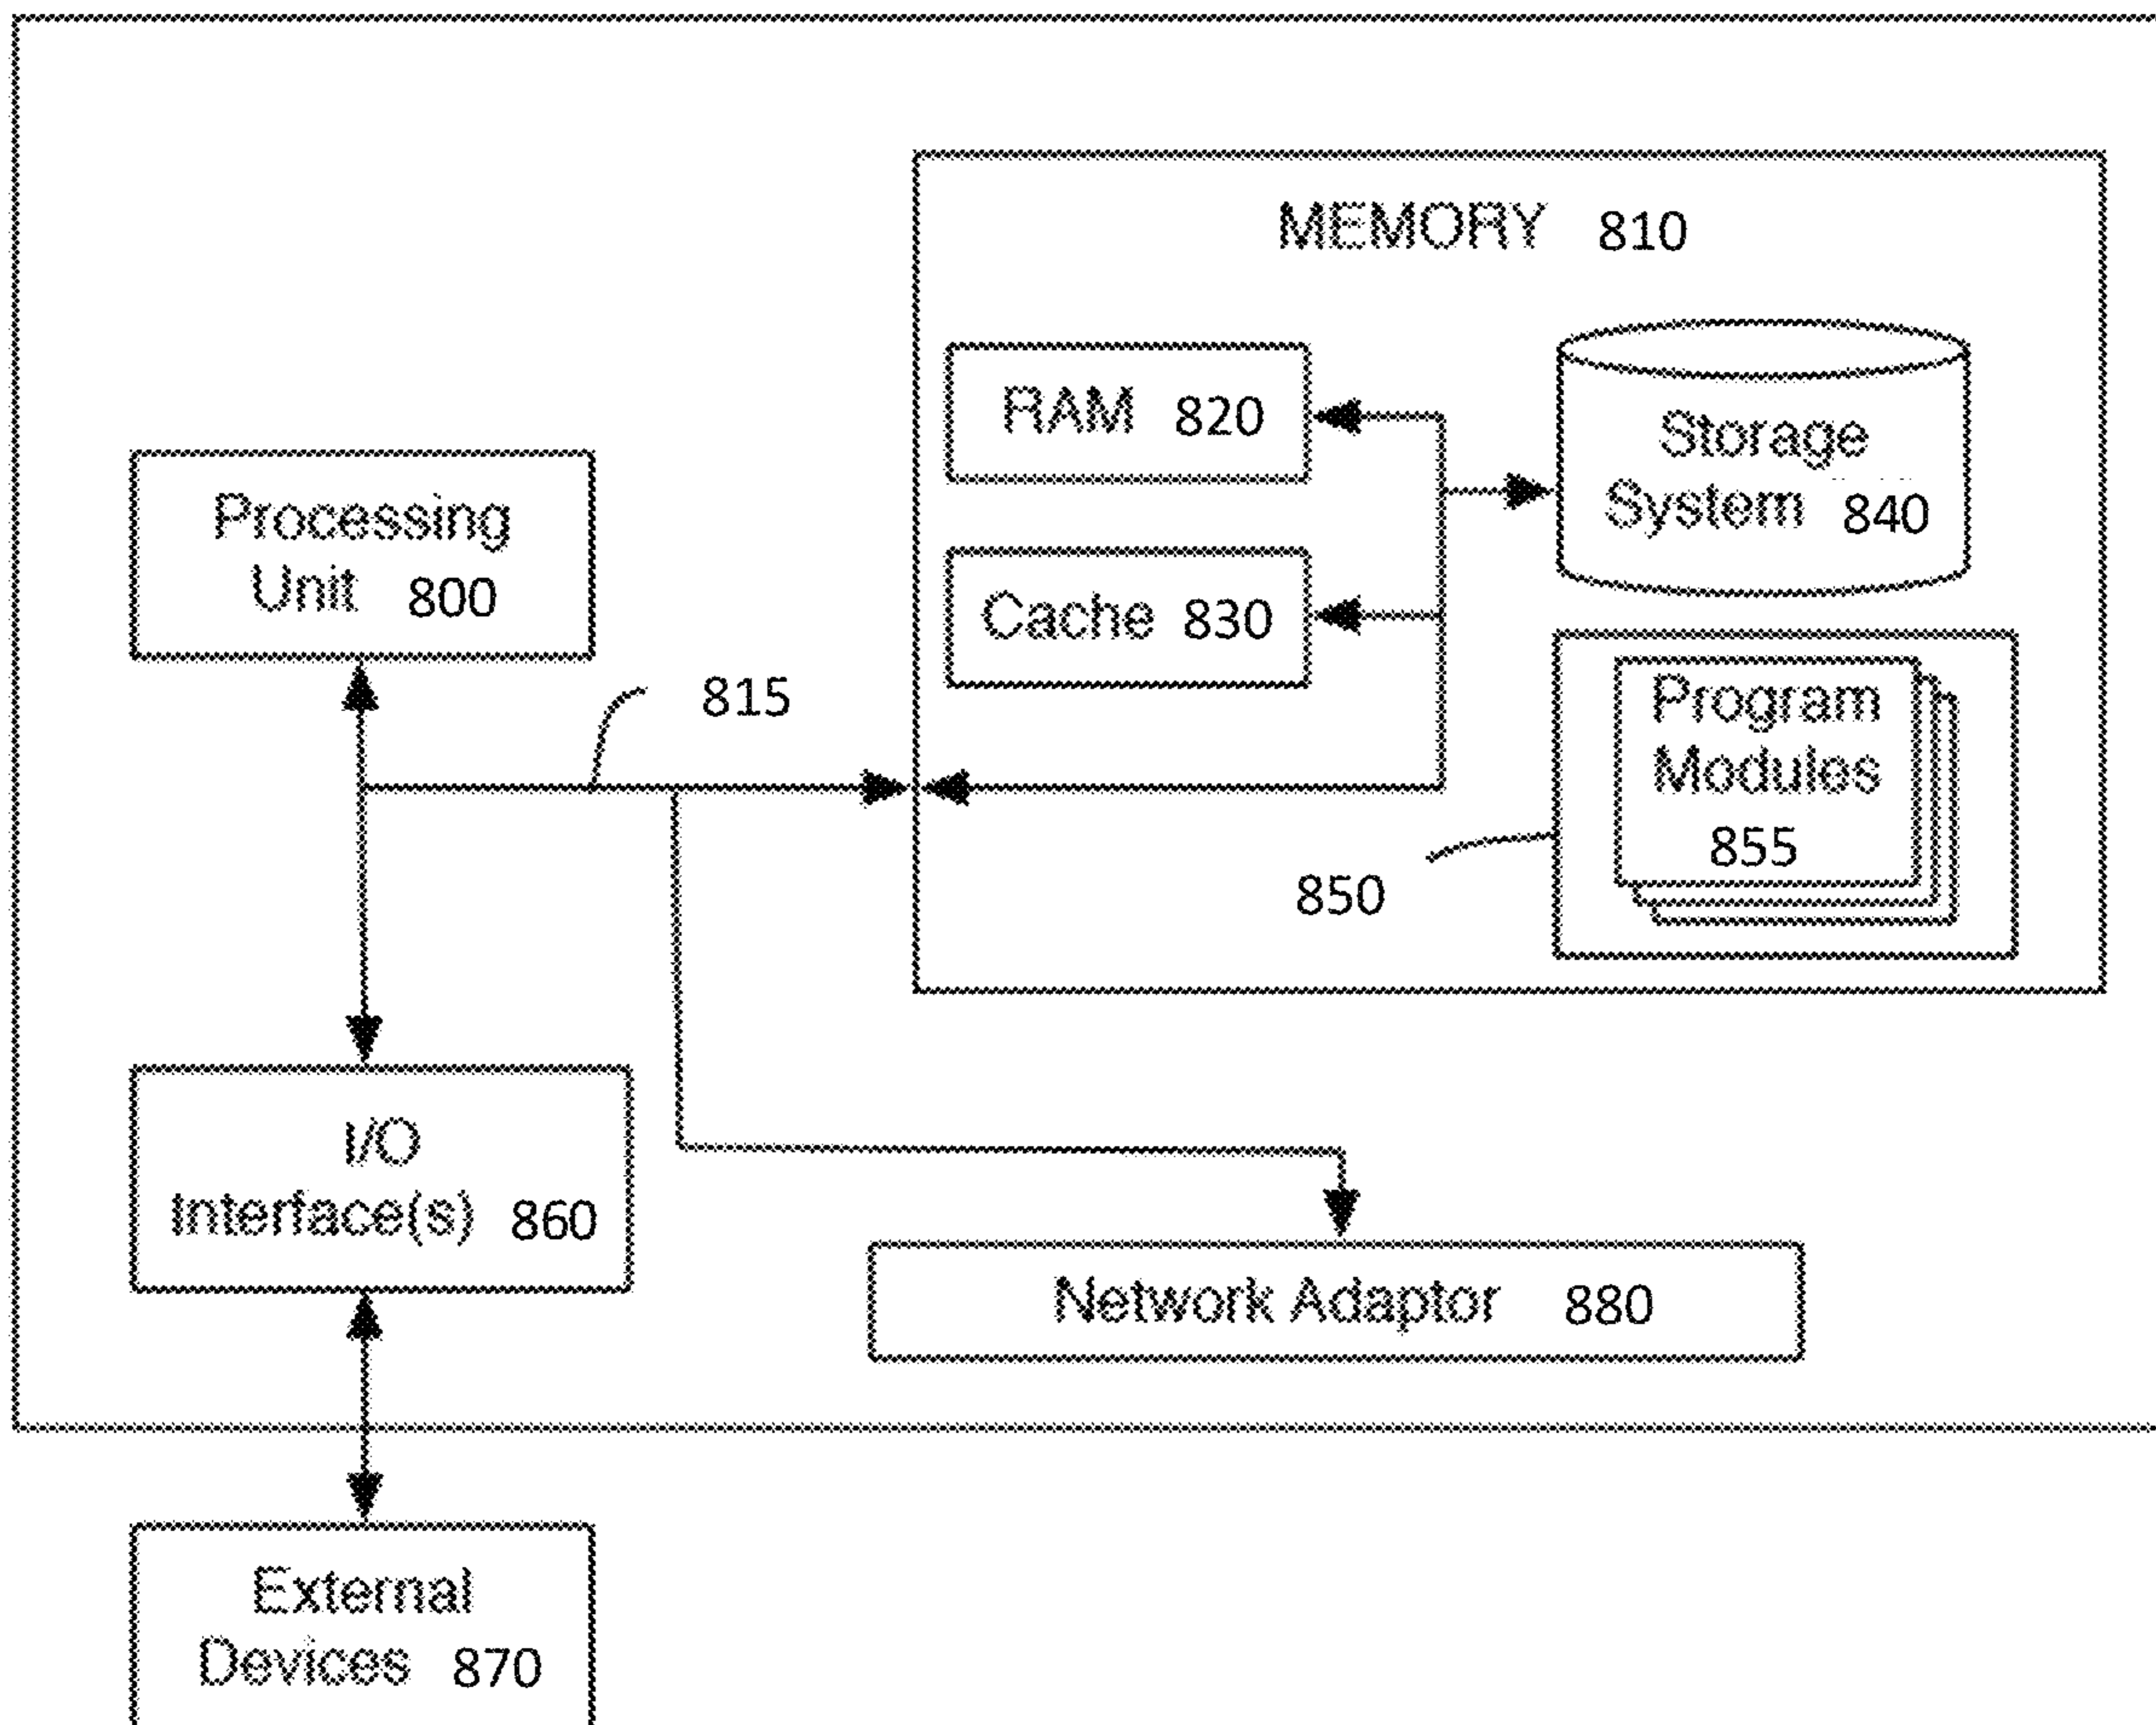 MEMORY 810
RAM 820
Storage
System 840
Processing
Unit 800
Cache 830
815
Program
Modules
855
850
I/O
Interface(s) 860
Network Adaptor 880
External
Devices 870